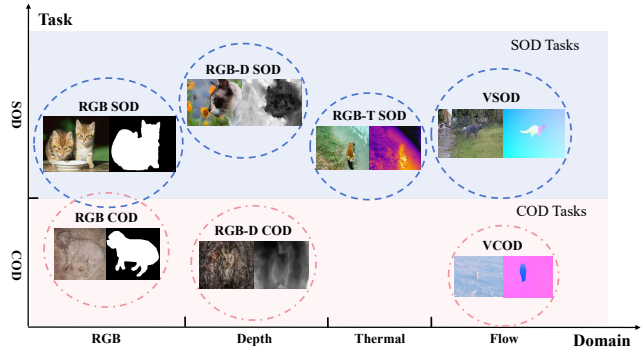 Task
SOD Tasks
RGB-D SOD
RGB SOD
RGB-T SOD
VSOD
SOD
COD Tasks
RGB COD
RGB-D COD
VCOD
COD
RGB
Depth
Thermal
Flow
Domain